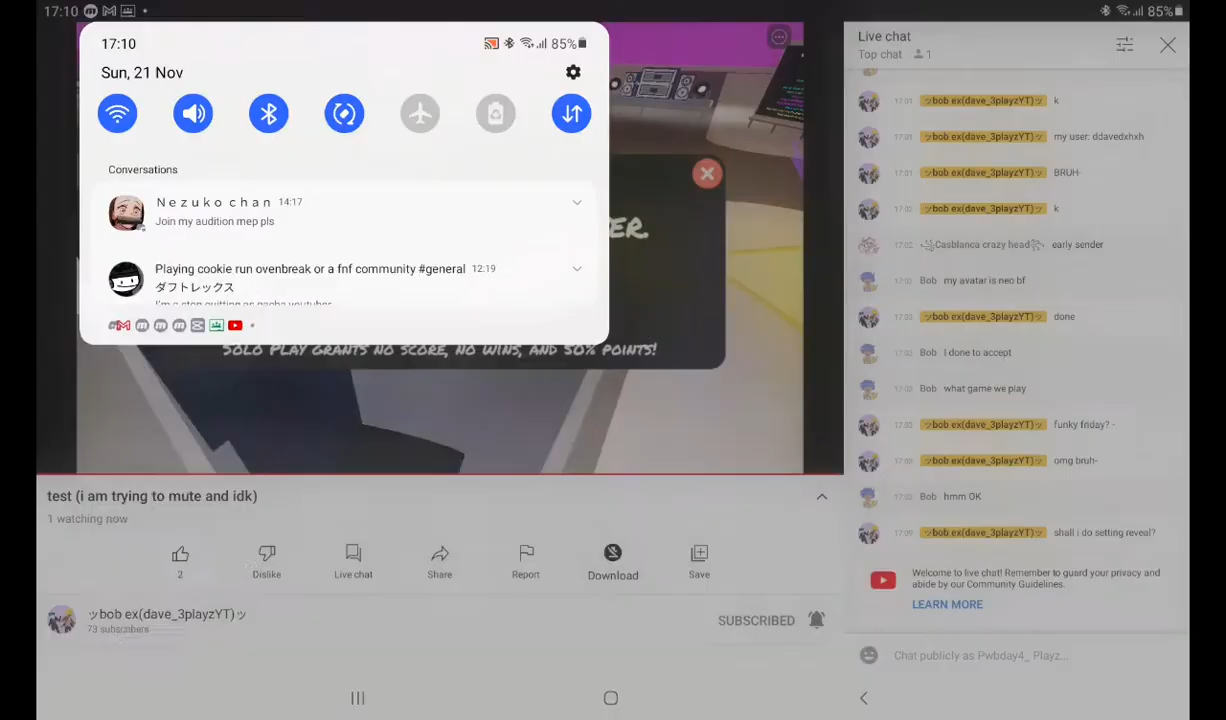 17:10
85%
17:10
85%
Sun, 21 Nov
Conversations
Nezuko chan 14:17
Join my audition mep pls
Playing cookie run ovenbreak or a fnf community #general 12:19
ダフトレックス
I'm a stop quitting as gacha youtuber
ER.
SOLO PLAY GRANTS NO SCORE, NO WINS, AND 50% POINTS!
test (i am trying to mute and idk)
1 watching now
2
Dislike
Live chat
Share
Report
Download
Save
ッbob ex(dave_3playzYT)ッ
73 subscribers
SUBSCRIBED
Live chat
Top chat 1
17:01 ッbob ex(dave_3playzYT)ッ k
17:01 ッbob ex(dave_3playzYT)ッ my user: ddavedxhxh
17:01 ッbob ex(dave_3playzYT)ッ BRUH-
17:02 ッbob ex(dave_3playzYT)ッ k
17:02 Casblanca crazy head early sender
17:02 Bob my avatar is neo bf
17:03 ッbob ex(dave_3playzYT)ッ done
17:03 Bob I done to accept
17:03 Bob what game we play
17:03 ッbob ex(dave_3playzYT)ッ funky friday? -
ッbob ex(dave_3playzYT)ッ omg bruh-
Bob hmm OK
17:09 ッbob ex(dave_3playzYT)ッ shall i do setting reveal?
Welcome to live chat! Remember to guard your privacy and
abide by our Community Guidelines.
LEARN MORE
Chat publicly as Pwbday4_ Playz...